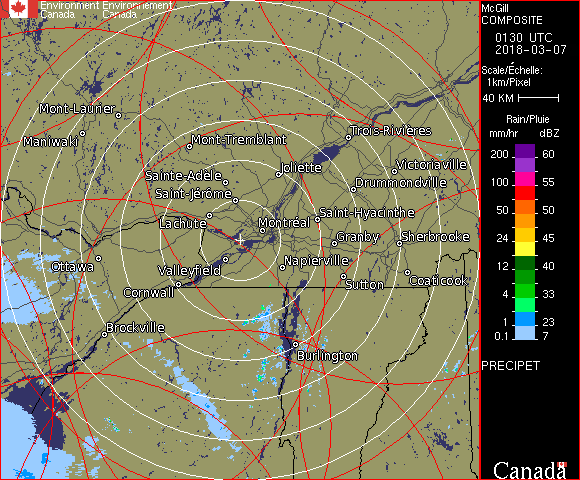 Environment Environnement
Canada Canada
McGill
COMPOSITE
0130 UTC
2018-03-07
Scale/Échelle:
1km/Pixel
40 KM
Rain/Pluie
mm/hr dBZ
200 60
100 55
50 50
24 45
12 40
4 33
1 23
0.1 7
PRECIPET
Canada
Mont-Laurier
Maniwaki
Mont-Tremblant
Trois-Rivières
Joliette
Victoriaville
Sainte-Adèle
Drummondville
Saint-Jérôme
Lachute
Montréal
Saint-Hyacinthe
Granby
Sherbrooke
Ottawa
Valleyfield
Napierville
Cornwall
Sutton
Coaticook
Brockville
Burlington